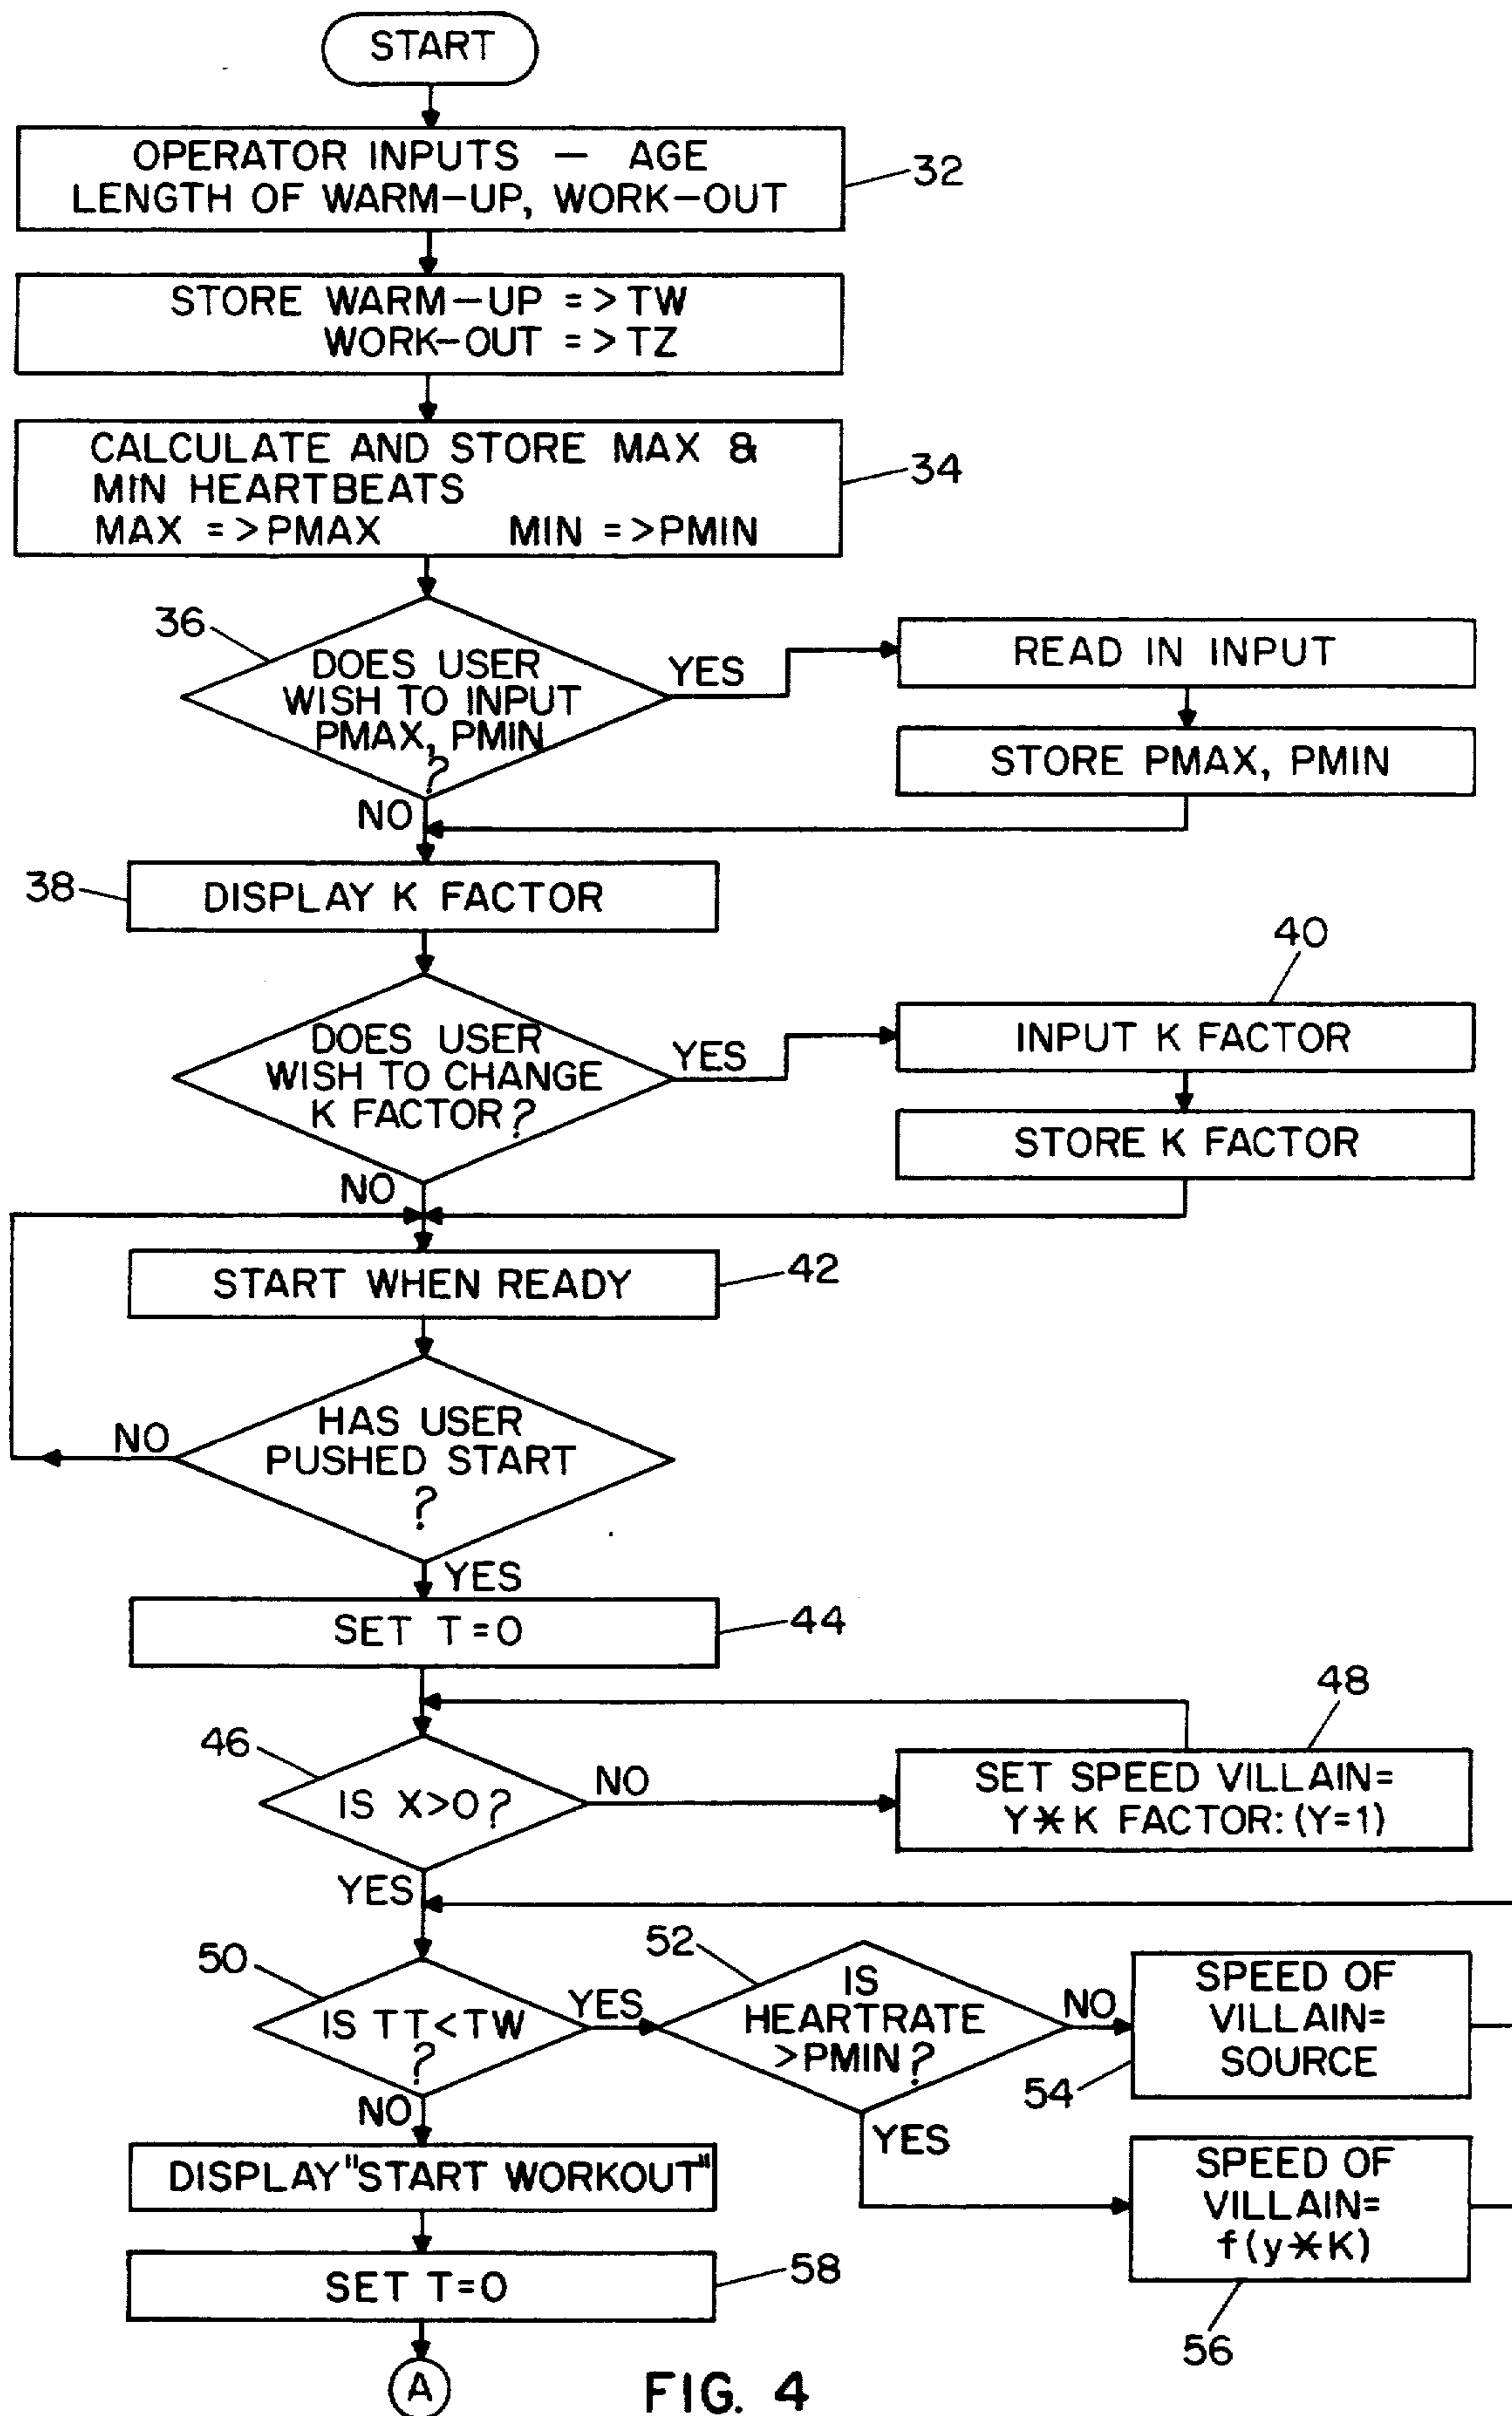 START
OPERATOR INPUTS — AGE
LENGTH OF WARM-UP, WORK-OUT
32
STORE WARM-UP =>TW
WORK-OUT =>TZ
CALCULATE AND STORE MAX &
MIN HEARTBEATS
MAX =>PMAX MIN =>PMIN
34
36
DOES USER
WISH TO INPUT
PMAX, PMIN
?
YES
READ IN INPUT
STORE PMAX, PMIN
NO
38
DISPLAY K FACTOR
40
DOES USER
WISH TO CHANGE
K FACTOR?
YES
INPUT K FACTOR
STORE K FACTOR
NO
START WHEN READY
42
HAS USER
PUSHED START
?
NO
YES
SET T=0
44
46
IS X>0?
NO
48
SET SPEED VILLAIN=
Y*K FACTOR:(Y=1)
YES
50
IS TT<TW
?
YES
52
IS
HEARTRATE
>PMIN?
NO
SPEED OF
VILLAIN=
SOURCE
54
NO
YES
DISPLAY "START WORKOUT"
SPEED OF
VILLAIN=
f(y*K)
56
SET T=0
58
A
FIG. 4